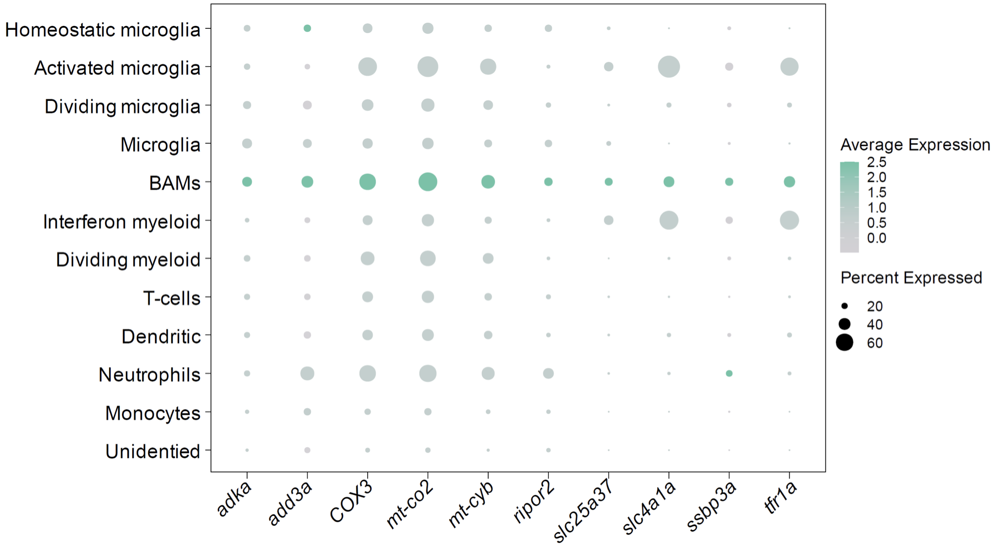 Homeostatic microglia
Activated microglia
Dividing microglia
Microglia
BAMs
Interferon myeloid
Dividing myeloid
T-cells
Dendritic
Neutrophils
Monocytes
Unidentied
adka
add3a
COX3
mt-co2
mt-cyb
ripor2
slc25a37
slc4a1a
ssbp3a
tfr1a
Average Expression
2.5
2.0
1.5
1.0
0.5
0.0
Percent Expressed
20
40
60